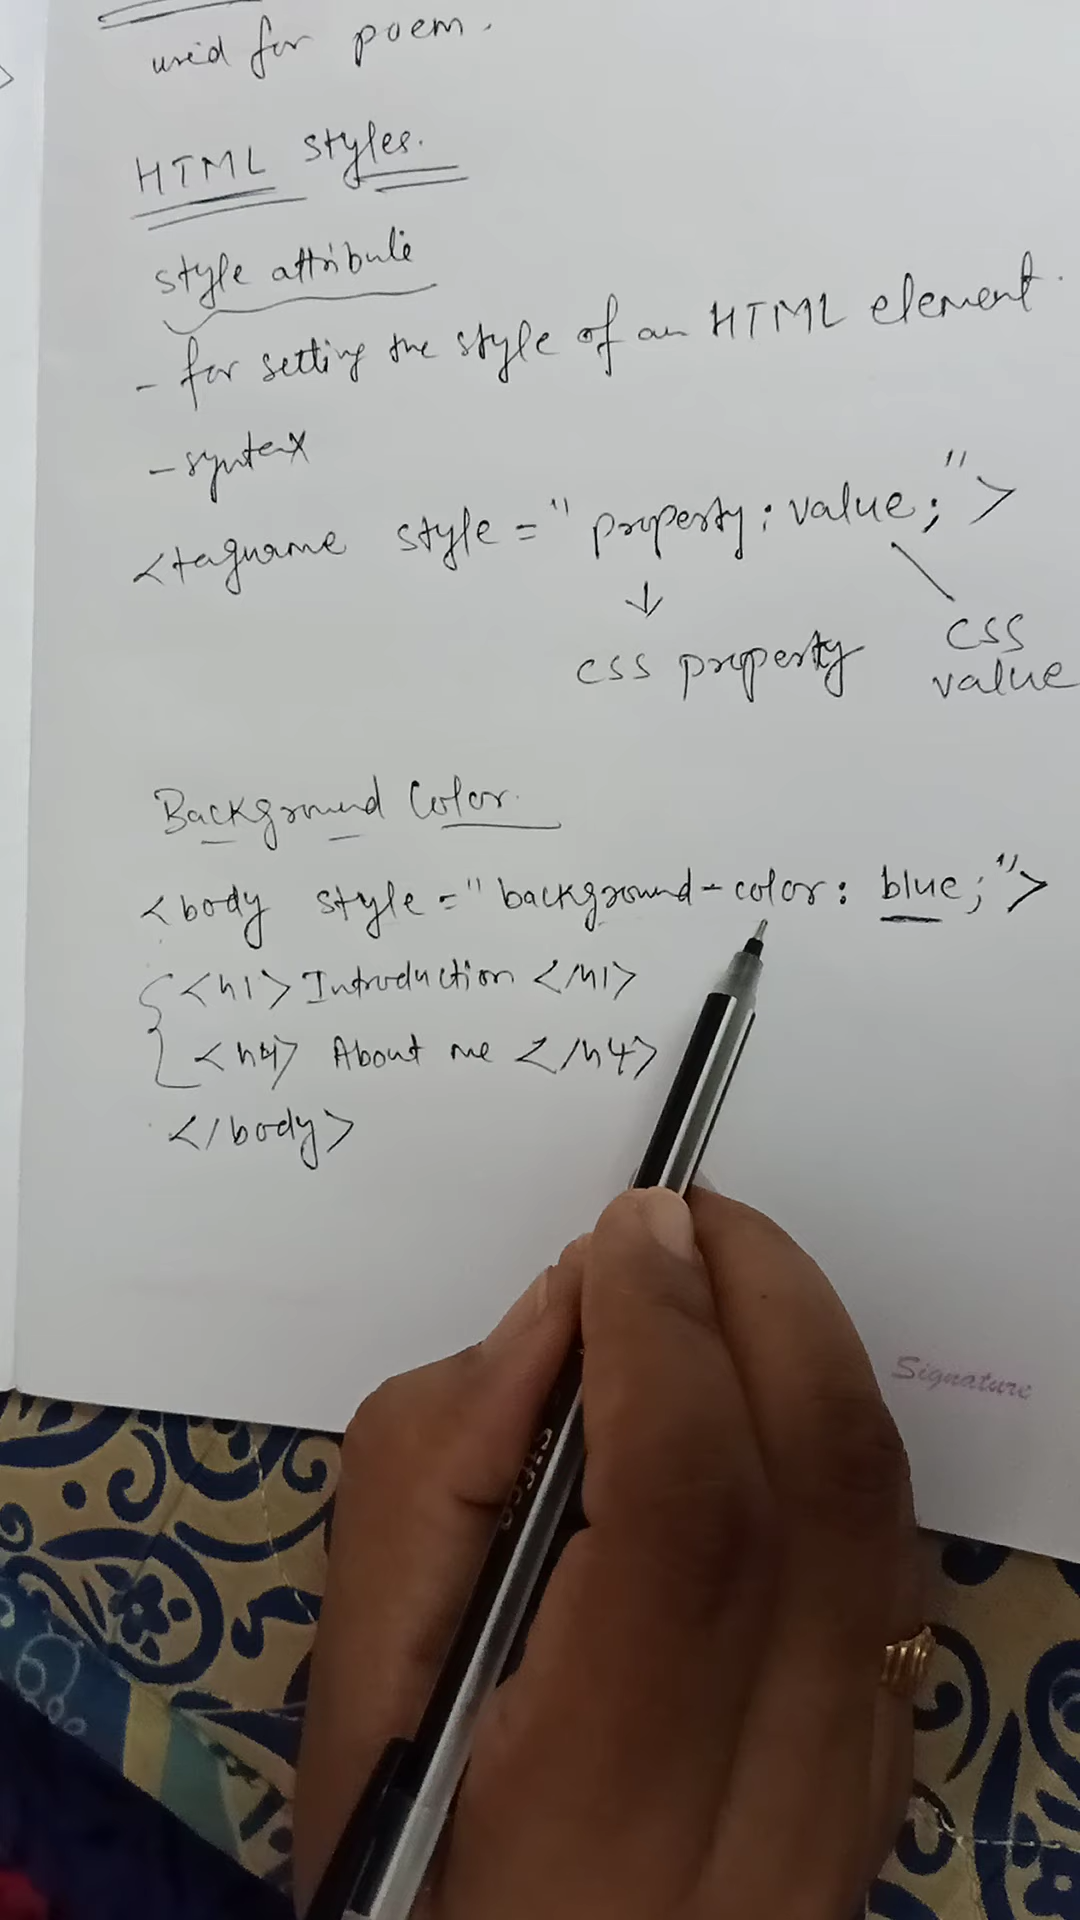 used for poem.
HTML styles.
style attribute
- for setting the style of an HTML element.
- syntax
<tagname style="property: value;">
↓
css property
css value
Background Color.
<body style="background-color: blue;">
<h1> Introduction </h1>
<h4> About me </h4>
</body>
Signature